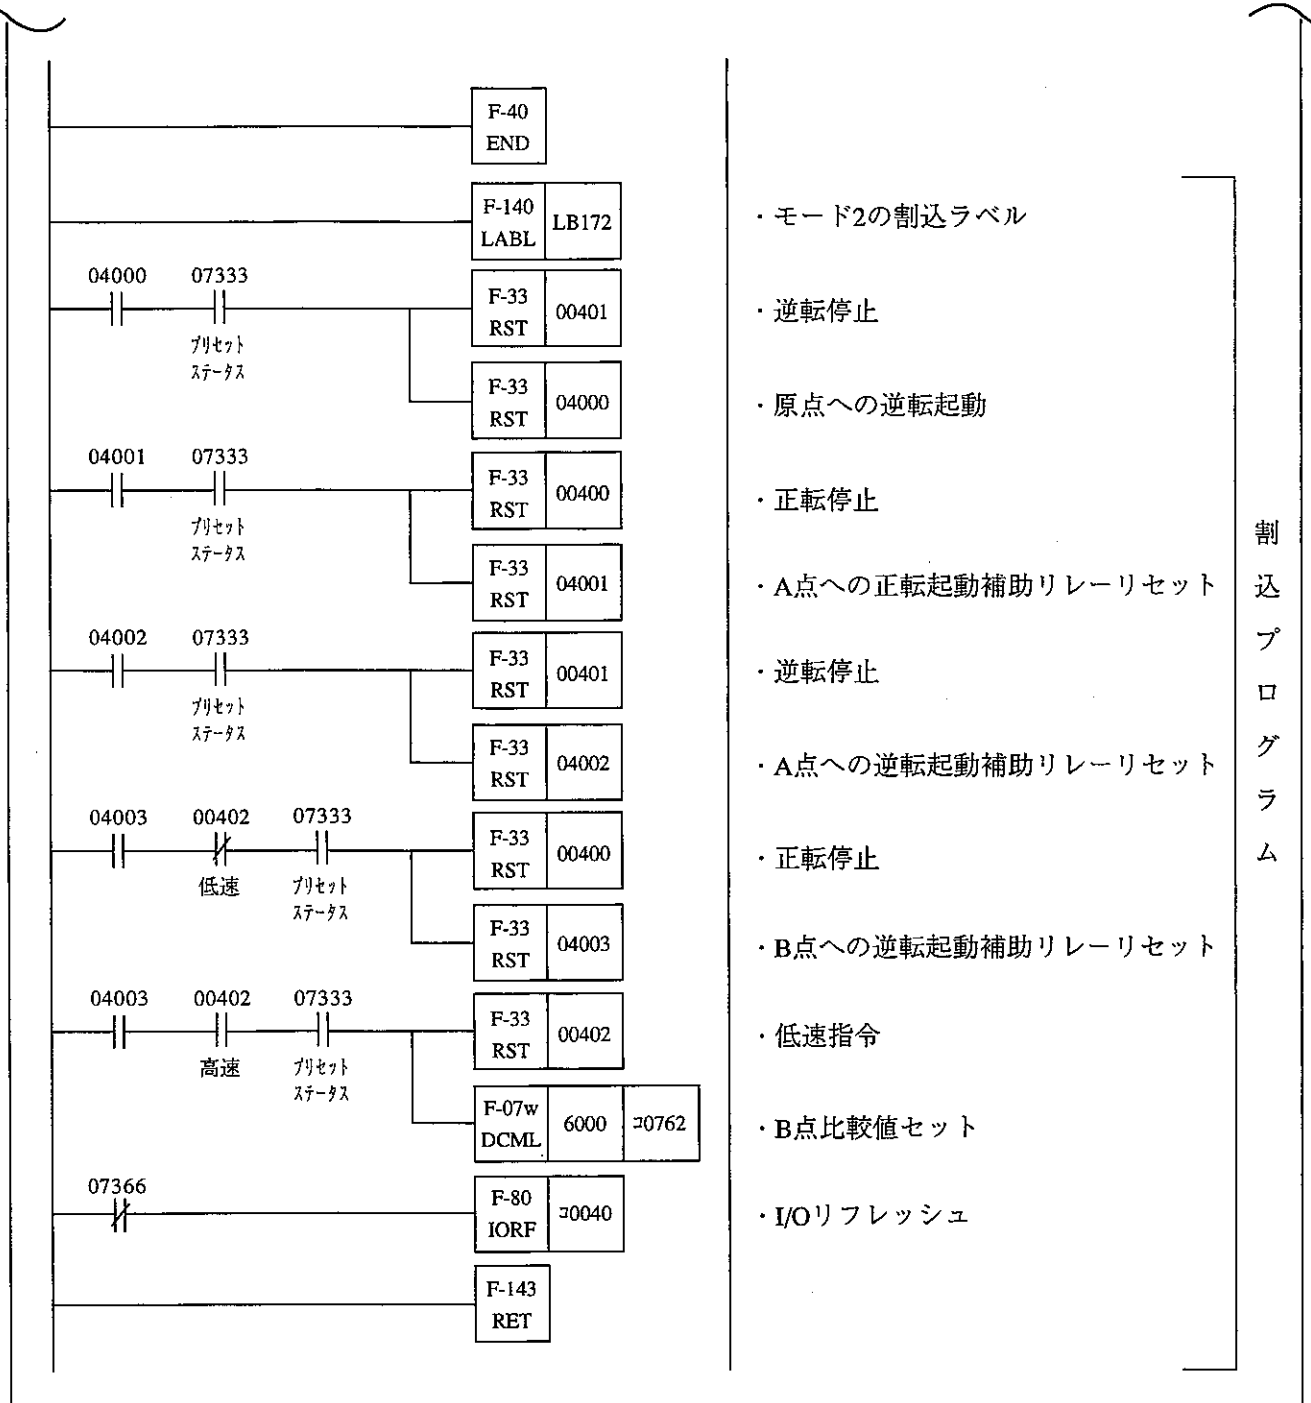 F-40
END
F-140
LABL
LB172
・モード2の割込ラベル
04000
07333
プリセット
ステータス
F-33
RST
00401
・逆転停止
F-33
RST
04000
・原点への逆転起動
04001
07333
プリセット
ステータス
F-33
RST
00400
・正転停止
F-33
RST
04001
・A点への正転起動補助リレーリセット
04002
07333
プリセット
ステータス
F-33
RST
00401
・逆転停止
F-33
RST
04002
・A点への逆転起動補助リレーリセット
04003
00402
07333
低速
プリセット
ステータス
F-33
RST
00400
・正転停止
F-33
RST
04003
・B点への逆転起動補助リレーリセット
04003
00402
07333
高速
プリセット
ステータス
F-33
RST
00402
・低速指令
F-07w
DCML
6000
コ0762
・B点比較値セット
07366
F-80
IORF
コ0040
・I/Oリフレッシュ
F-143
RET
割込プログラム